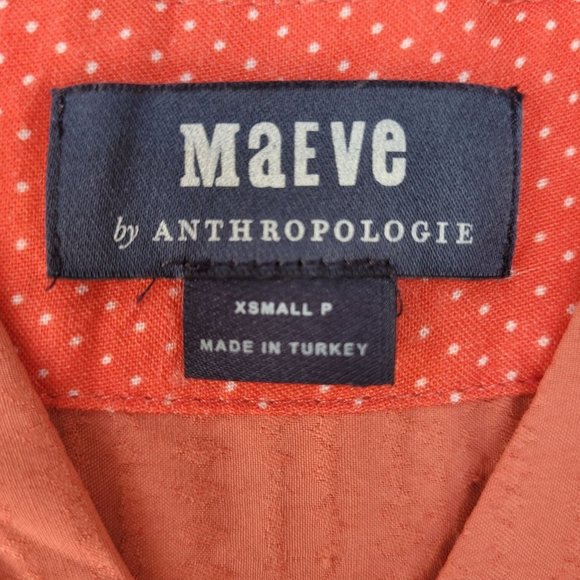 MaEve
by ANTHROPOLOGIE
XSMALL P
MADE IN TURKEY